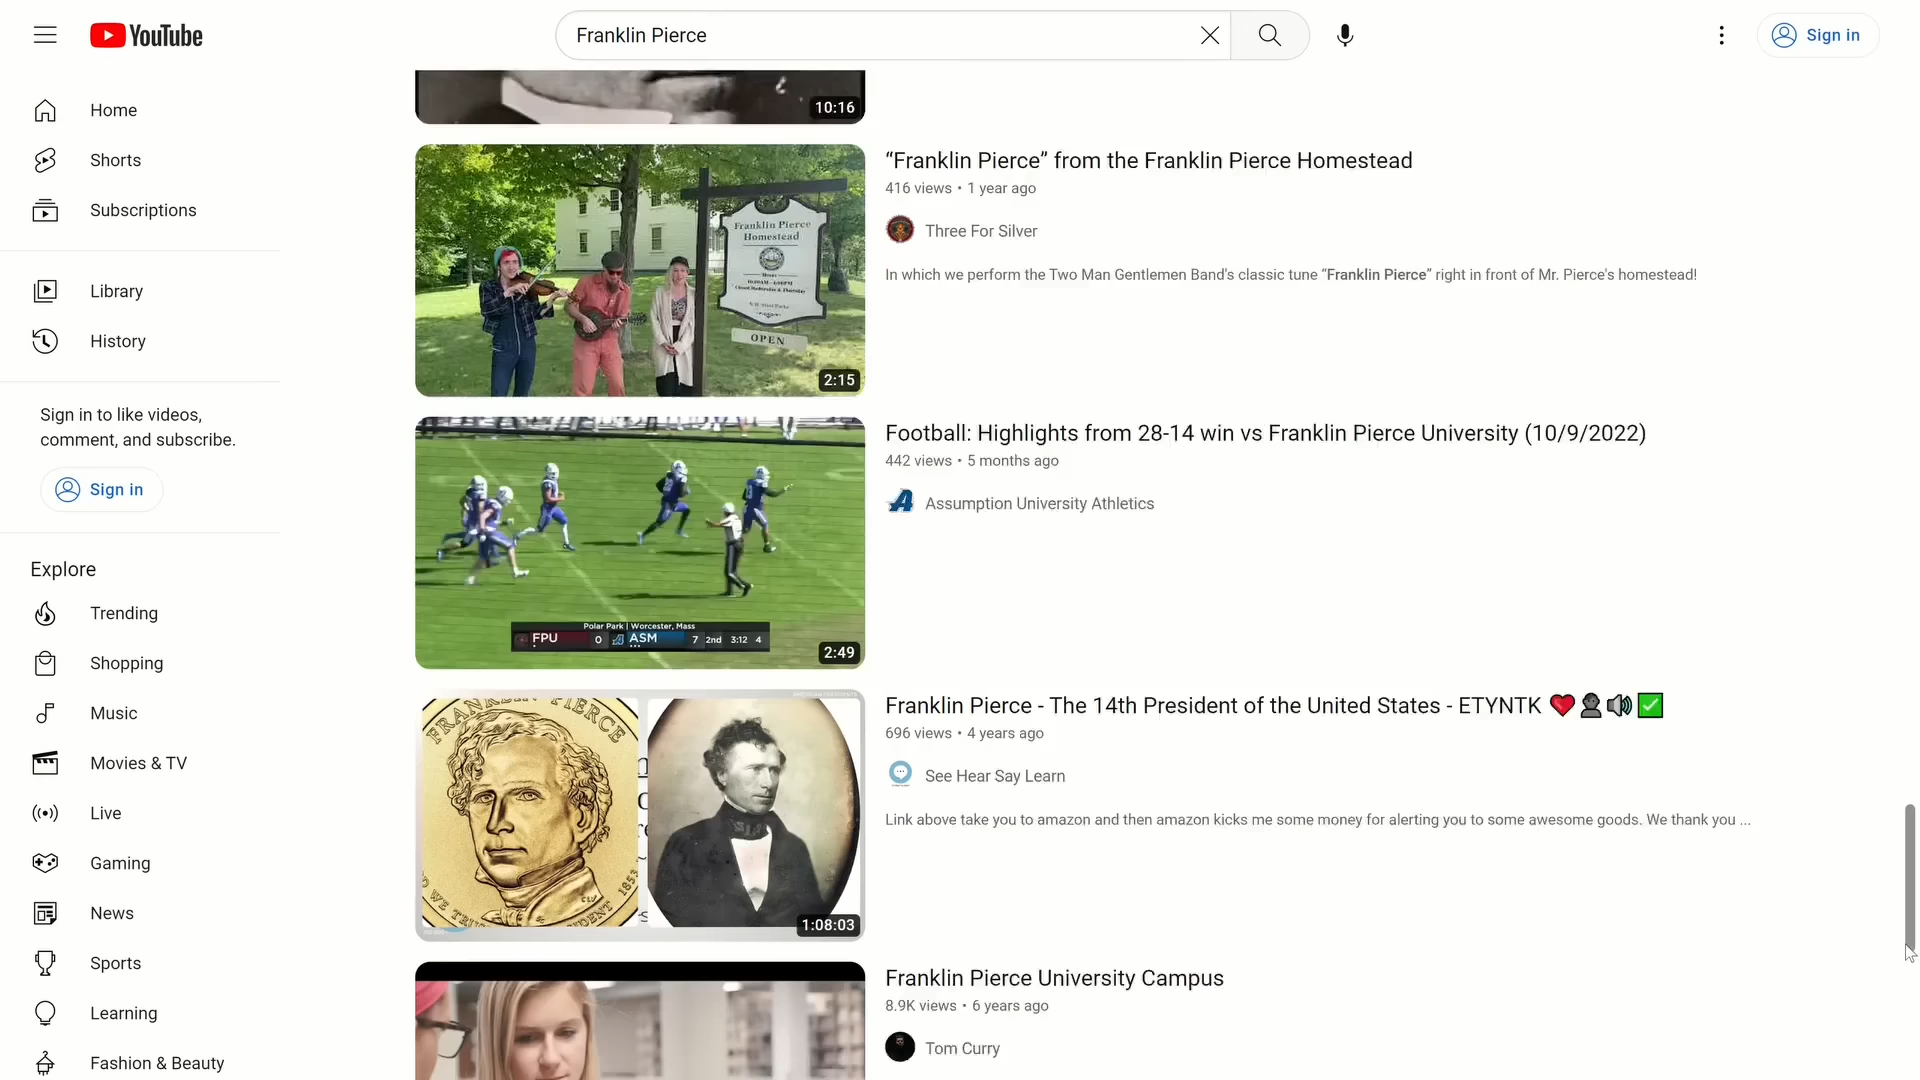 YouTube
Franklin Pierce
Sign in
Home
Shorts
Subscriptions
Library
History
Sign in to like videos,
comment, and subscribe.
Sign in
Explore
Trending
Shopping
Music
Movies & TV
Live
Gaming
News
Sports
Learning
Fashion & Beauty
10:16
Franklin Pierce
Homestead
OPEN
2:15
“Franklin Pierce” from the Franklin Pierce Homestead
416 views • 1 year ago
Three For Silver
In which we perform the Two Man Gentlemen Band's classic tune “Franklin Pierce” right in front of Mr. Pierce's homestead!
Polar Park | Worcester, Mass
FPU 0 ASM 7 2nd 3:12 4
2:49
Football: Highlights from 28-14 win vs Franklin Pierce University (10/9/2022)
442 views • 5 months ago
Assumption University Athletics
FRANKLIN PIERCE
1:08:03
Franklin Pierce - The 14th President of the United States - ETYNTK ❤️👤🔊✅
696 views • 4 years ago
See Hear Say Learn
Link above take you to amazon and then amazon kicks me some money for alerting you to some awesome goods. We thank you ...
Franklin Pierce University Campus
8.9K views • 6 years ago
Tom Curry